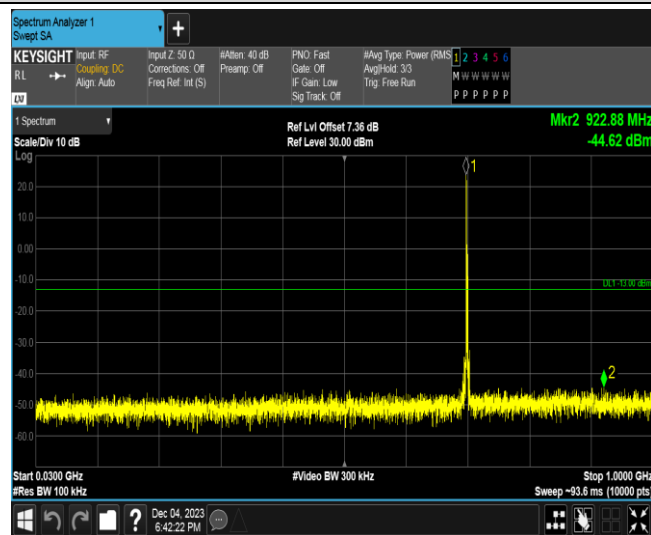 Spectrum Analyzer 1
Swept SA
+
KEYSIGHT Input: RF Input Z: 50 Ω #Atten: 40 dB PNO: Fast #Avg Type: Power (RMS 1 2 3 4 5 6
RL Coupling: DC Corrections: Off Preamp: Off Gate: Off Avg|Hold: 3/3 M W W W W W
Align: Auto Freq Ref: Int (S) IF Gain: Low Trig: Free Run
Sig Track: Off P P P P P P
1 Spectrum Ref Lvl Offset 7.36 dB Mkr2 922.88 MHz
Scale/Div 10 dB Ref Level 30.00 dBm -44.62 dBm
Log
1
20.0
10.0
0.00
-10.0
DL1 -13.00 dBm
-20.0
-30.0
-40.0
2
-50.0
-60.0
Start 0.0300 GHz #Video BW 300 kHz Stop 1.0000 GHz
#Res BW 100 kHz Sweep ~93.6 ms (10000 pts)
? Dec 04, 2023
6:42:22 PM